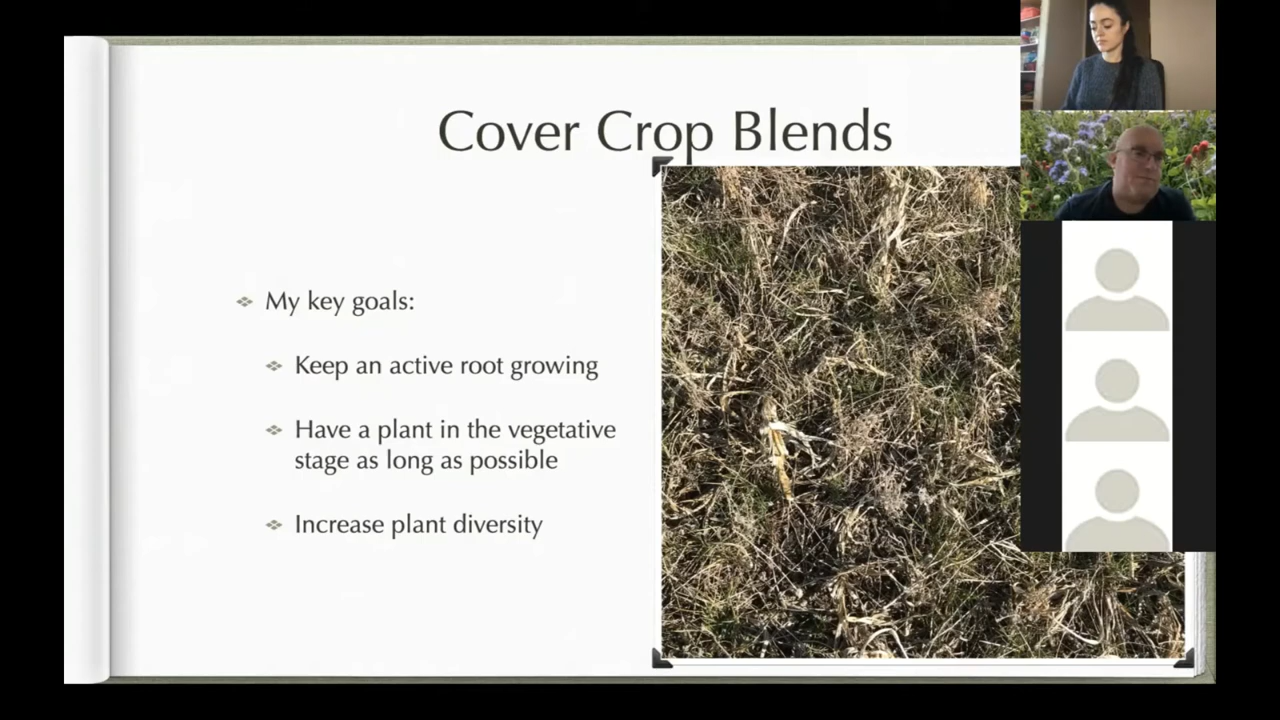 Cover Crop Blends
My key goals:
Keep an active root growing
Have a plant in the vegetative
stage as long as possible
Increase plant diversity